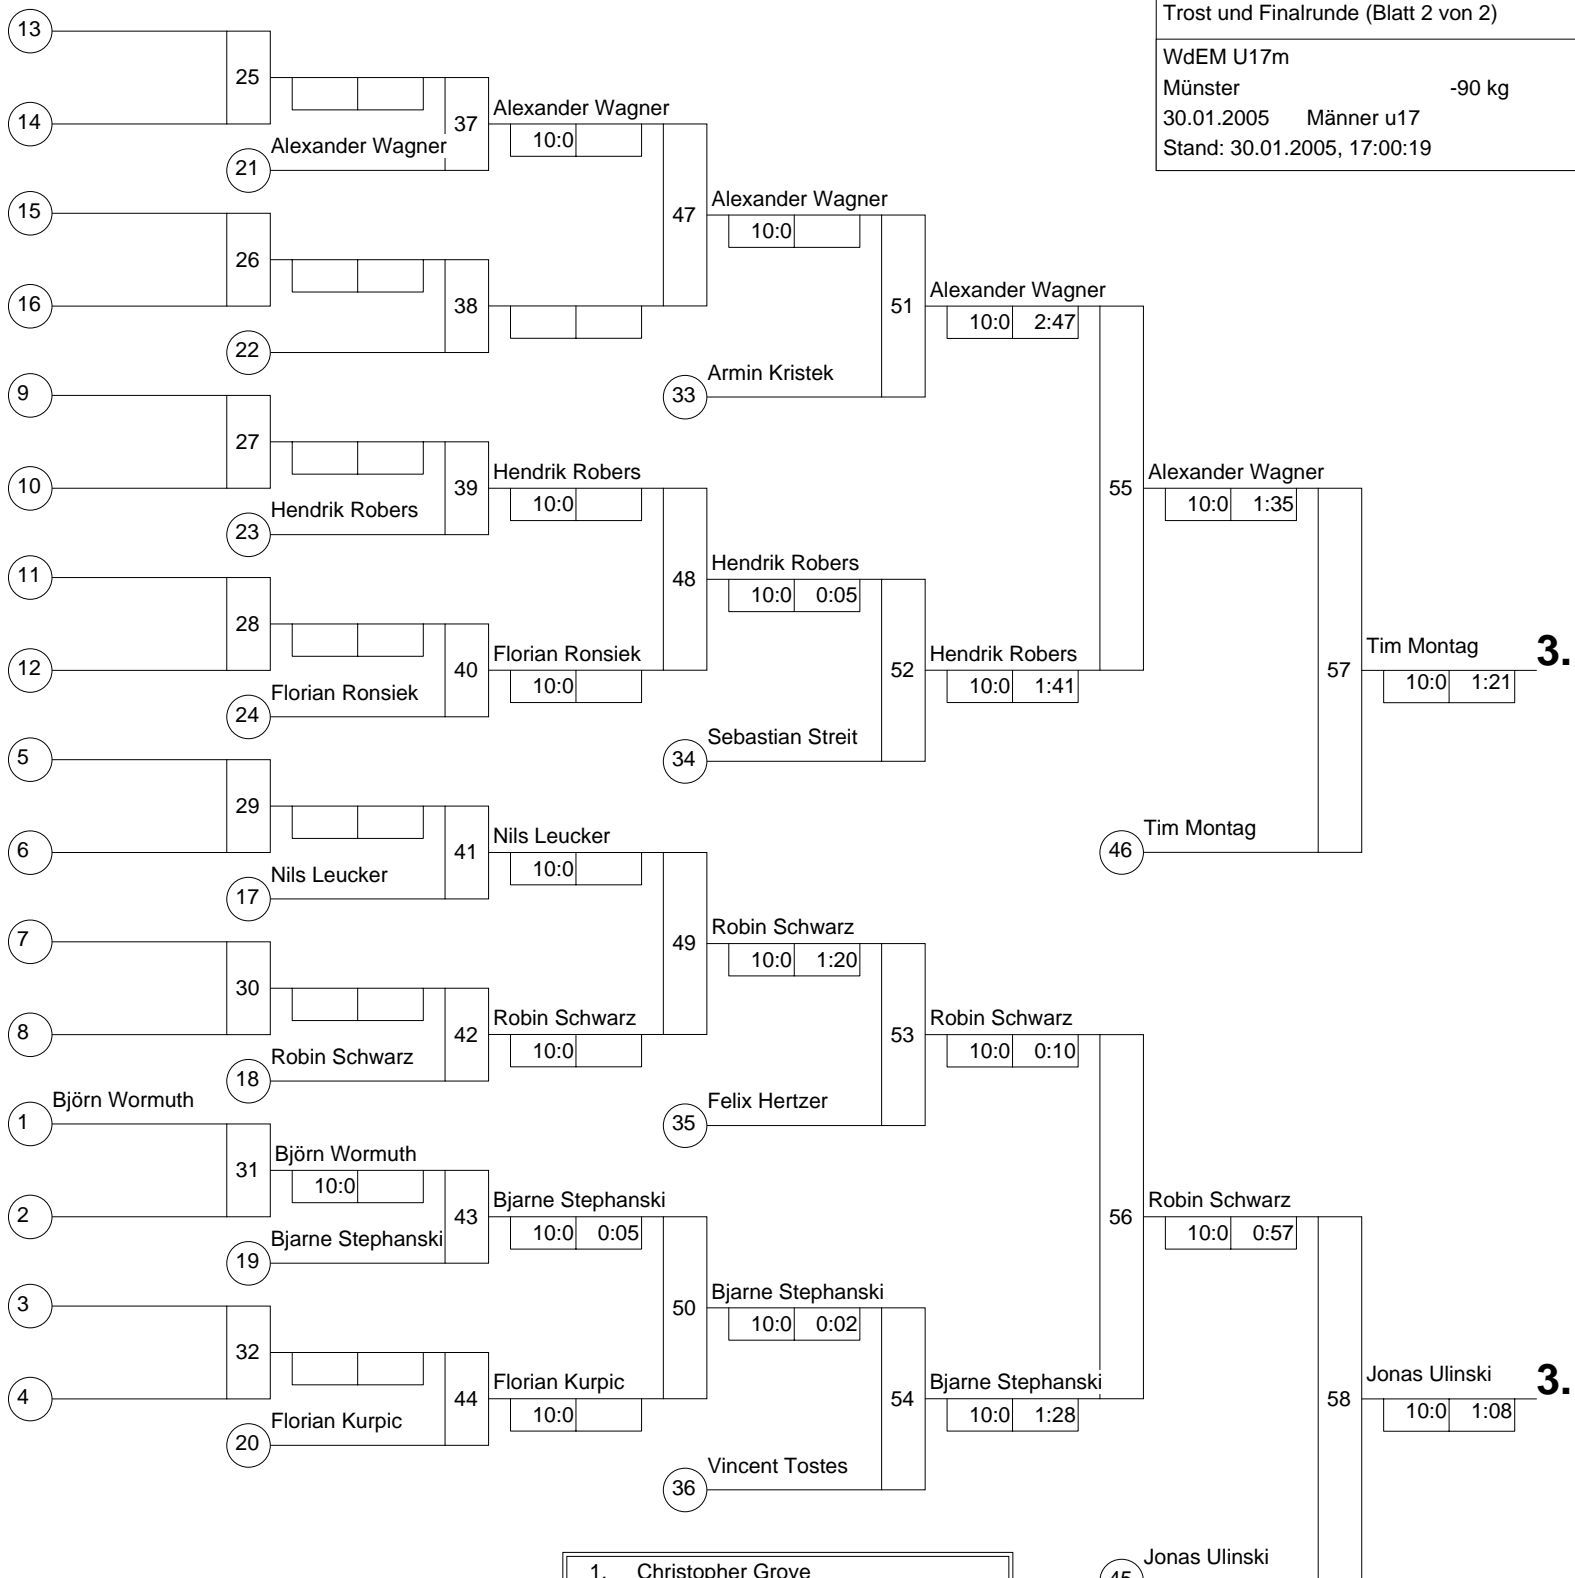 Trost und Finalrunde (Blatt 2 von 2)
WdEM U17m
Münster -90 kg
30.01.2005 Männer u17
Stand: 30.01.2005, 17:00:19
13
25
14
37
Alexander Wagner
10:0
21
Alexander Wagner
15
47
Alexander Wagner
10:0
26
16
38
22
51
Alexander Wagner
10:0 2:47
33
Armin Kristek
9
27
10
39
Hendrik Robers
10:0
23
Hendrik Robers
55
Alexander Wagner
10:0 1:35
11
48
Hendrik Robers
10:0 0:05
28
12
40
Florian Ronsiek
10:0
24
Florian Ronsiek
52
Hendrik Robers
10:0 1:41
34
Sebastian Streit
57
Tim Montag
10:0 1:21
3.
5
29
6
41
Nils Leucker
10:0
17
Nils Leucker
46
Tim Montag
7
49
Robin Schwarz
10:0 1:20
30
8
42
Robin Schwarz
10:0
18
Robin Schwarz
53
Robin Schwarz
10:0 0:10
35
Felix Hertzer
1
Björn Wormuth
31
Björn Wormuth
10:0
2
43
Bjarne Stephanski
10:0 0:05
19
Bjarne Stephanski
56
Robin Schwarz
10:0 0:57
3
50
Bjarne Stephanski
10:0 0:02
32
4
44
Florian Kurpic
10:0
20
Florian Kurpic
54
Bjarne Stephanski
10:0 1:28
36
Vincent Tostes
58
Jonas Ulinski
10:0 1:08
3.
45
Jonas Ulinski
1. Christopher Grove